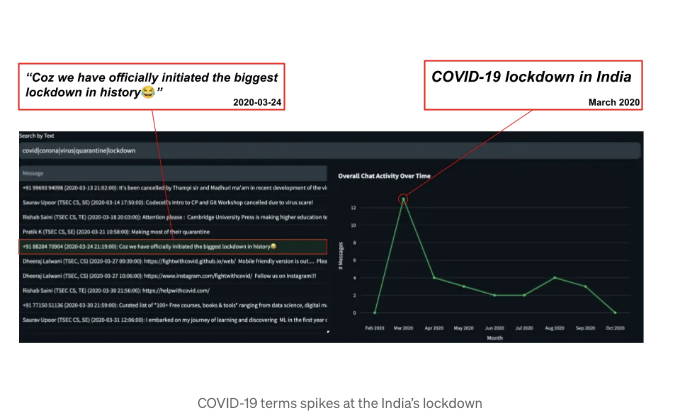 “Coz we have officially initiated the biggest
lockdown in history😂”
2020-03-24
COVID-19 lockdown in India
March 2020
Search by Text
covid|corona|virus|quarantine|lockdown
Message
+91 99693 94098 (2020-03-13 21:02:00): It's been cancelled by Thampi sir and Madhuri ma'am in recent development of the vi
Saurav Upoor (TSEC CS, SE) (2020-03-14 17:50:00): Codecell's Intro to CP and Git Workshop cancelled due to virus scare!
Rishab Saini (TSEC CS, TE) (2020-03-18 20:03:00): Attention please : Cambridge University Press is making higher education te
Pratik K (TSEC CS, TE) (2020-03-21 10:58:00): Making most of their quarantine
+91 88284 70904 (2020-03-24 21:19:00): Coz we have officially initiated the biggest lockdown in history😂
Dheeraj Lalwani (TSEC CS, SE) (2020-03-27 09:39:00): https://fightwithcovid.github.io/web/ Mobile friendly version is out.... Please
Dheeraj Lalwani (TSEC CS, SE) (2020-03-27 10:06:00): https://www.instagram.com/fightwithcovid/ Follow us on Instagram!!!
Rishab Saini (TSEC CS, TE) (2020-03-30 21:56:00): https://helpwithcovid.com/
+91 77150 51136 (2020-03-30 21:59:00): Curated list of "100+ Free courses, books & tools" ranging from data science, digital m
Saurav Upoor (TSEC CS, SE) (2020-03-31 12:06:00): I embarked on my journey of learning and discovering ML in the first year o
Overall Chat Activity Over Time
# Messages
12
10
8
6
4
2
0
Feb 2020 Mar 2020 Apr 2020 May 2020 Jun 2020 Jul 2020 Aug 2020 Sep 2020 Oct 2020
Month
COVID-19 terms spikes at the India's lockdown